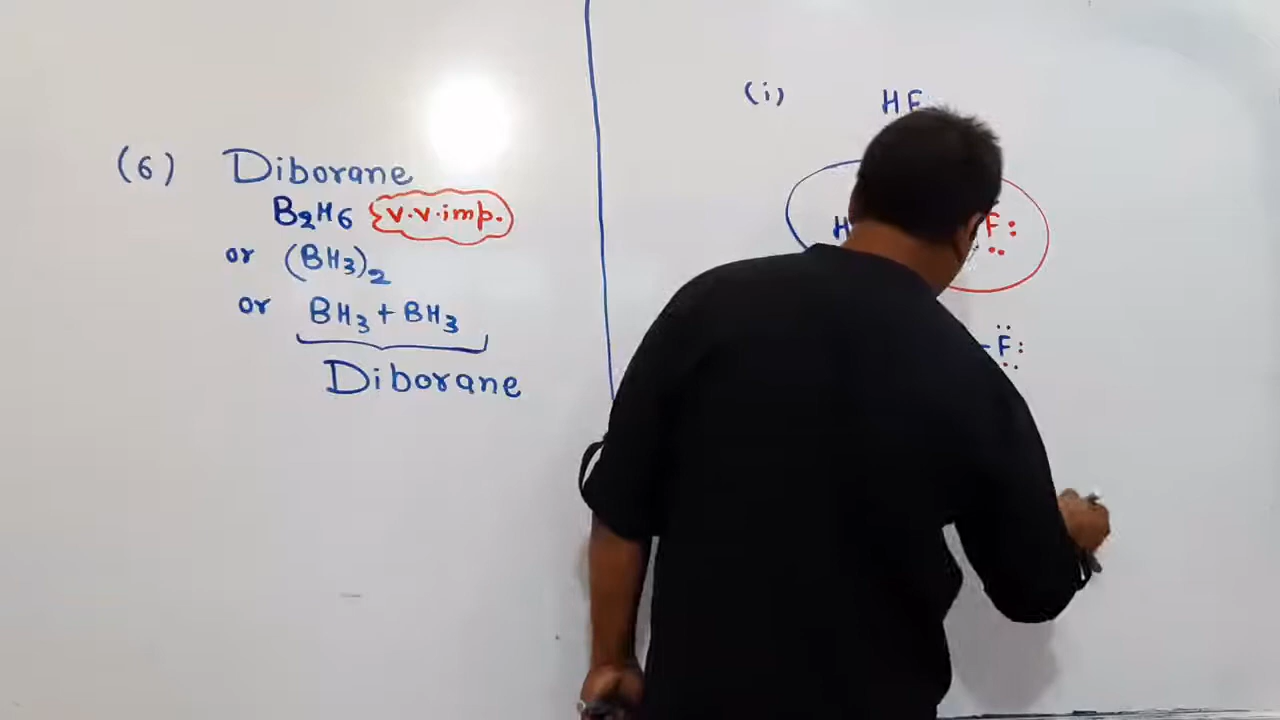 (6) Diborane
B2H6 {v.v.imp.
or (BH3)2
or BH3 + BH3
Diborane
(i) HF
H F:
-F: